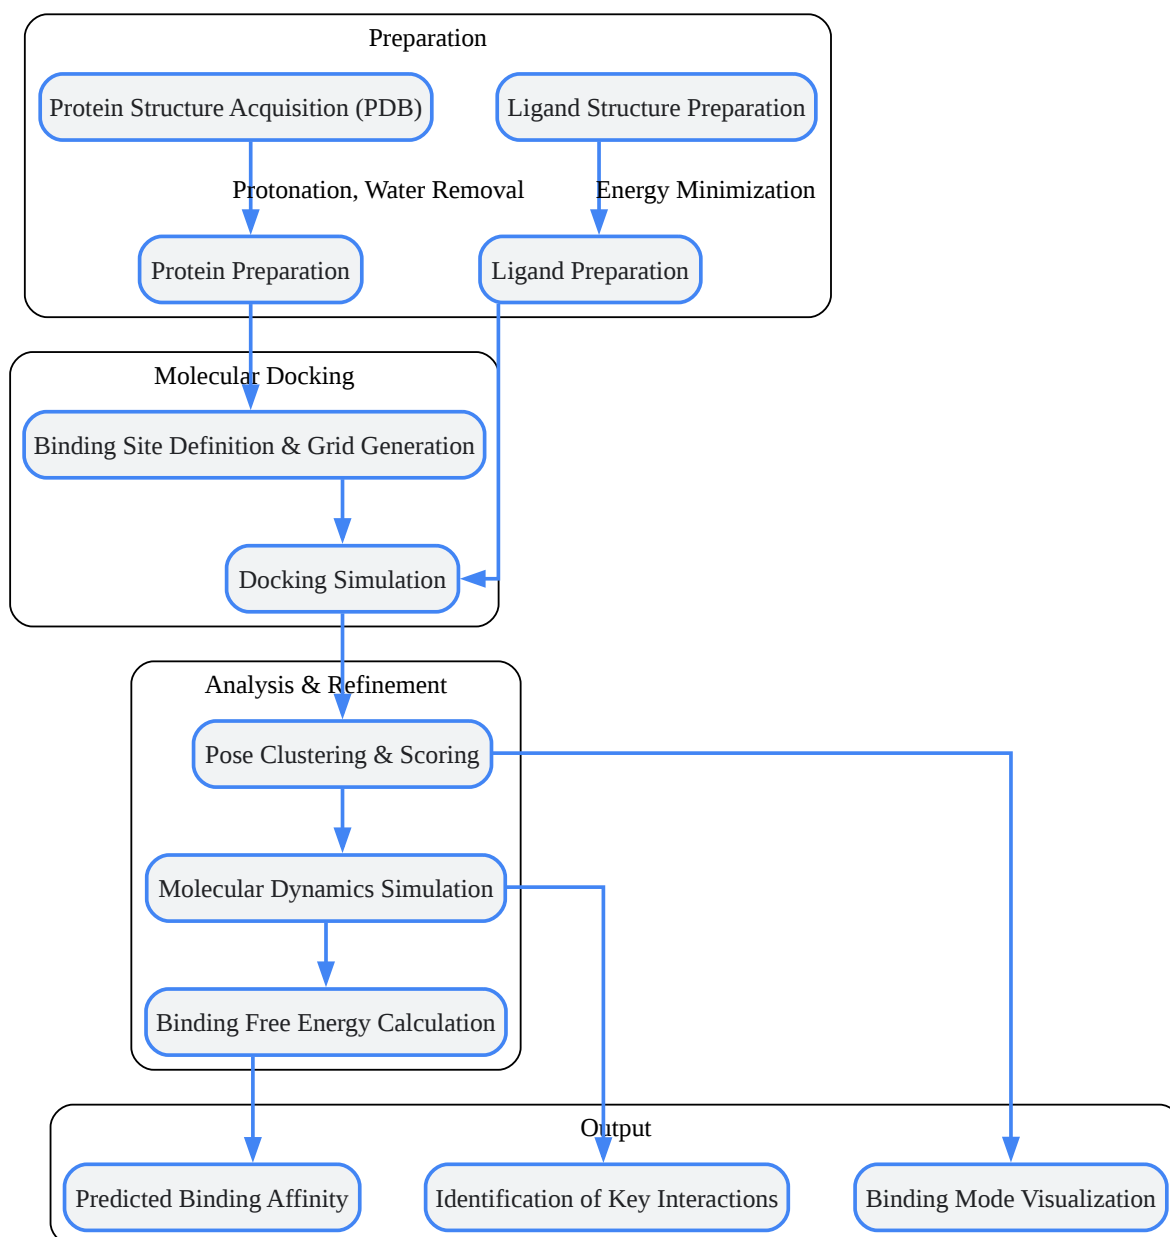 Preparation
Protein Structure Acquisition (PDB)
Ligand Structure Preparation
Protonation, Water Removal
Energy Minimization
Protein Preparation
Ligand Preparation
Molecular Docking
Binding Site Definition & Grid Generation
Docking Simulation
Analysis & Refinement
Pose Clustering & Scoring
Molecular Dynamics Simulation
Binding Free Energy Calculation
Output
Predicted Binding Affinity
Identification of Key Interactions
Binding Mode Visualization